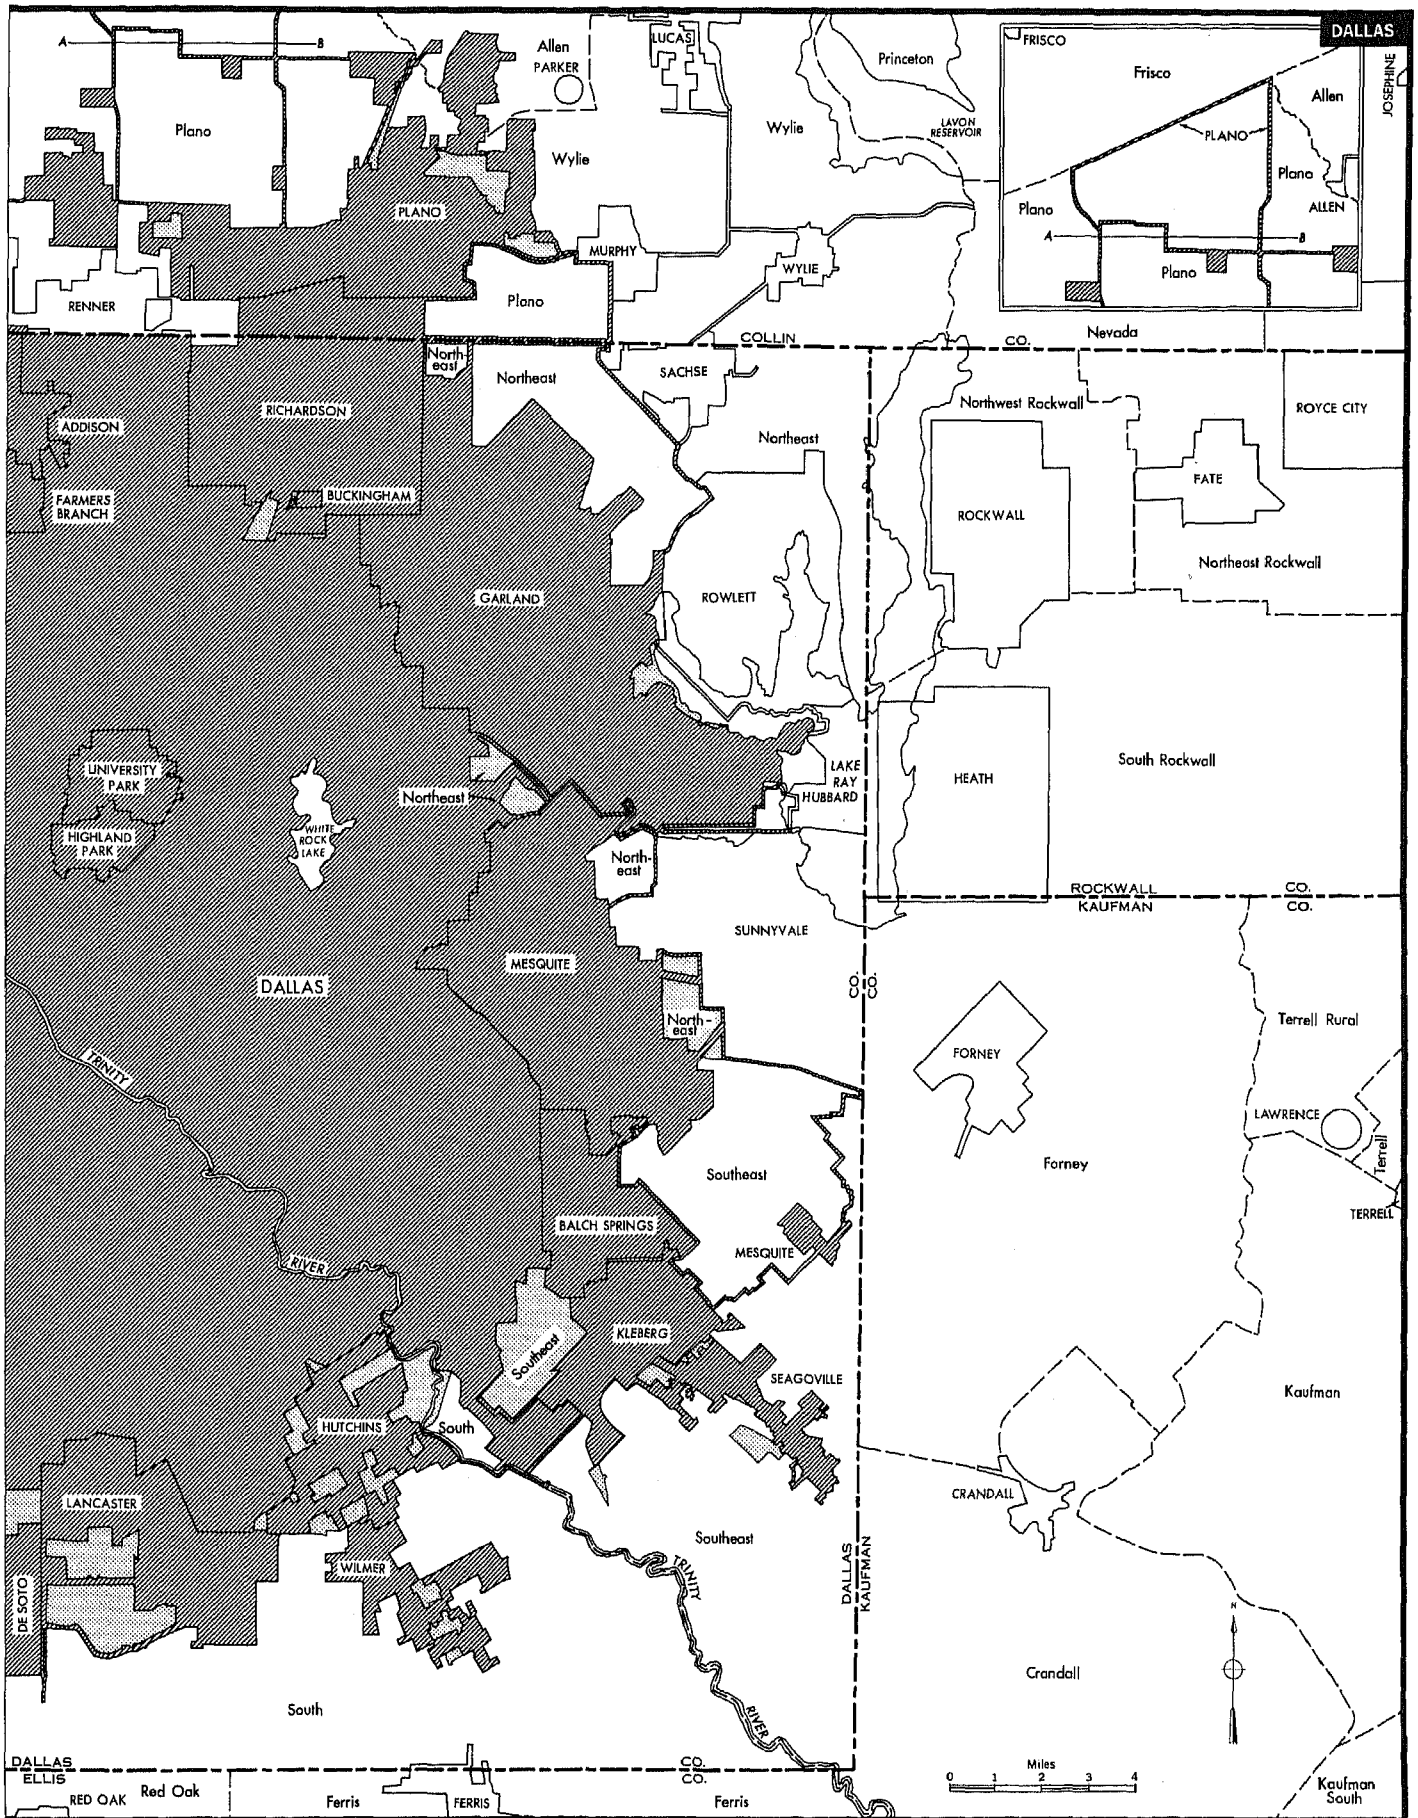 DALLAS
FRISCO
Frisco
Allen
PLANO
Plano
ALLEN
Plano
A
B
Plano
JOSEPHINE
A
B
Allen
PARKER
LUCAS
Princeton
LAVON
RESERVOIR
Plano
Wylie
Wylie
PLANO
MURPHY
WYLIE
RENNER
Plano
COLLIN
CO.
Nevada
North-
east
Northeast
SACHSE
ADDISON
RICHARDSON
Northeast
Northwest Rockwall
ROYCE CITY
FARMERS
BRANCH
BUCKINGHAM
ROCKWALL
FATE
Northeast Rockwall
GARLAND
ROWLETT
UNIVERSITY
PARK
HIGHLAND
PARK
WHITE
ROCK
LAKE
Northeast
LAKE
RAY
HUBBARD
HEATH
South Rockwall
North-
east
ROCKWALL
CO.
KAUFMAN
CO.
SUNNYVALE
MESQUITE
DALLAS
CO.
CO.
North-
east
Terrell Rural
FORNEY
TRINITY
LAWRENCE
Forney
Terrell
TERRELL
Southeast
BALCH SPRINGS
MESQUITE
RIVER
KLEBERG
Southeast
SEAGOVILLE
Kaufman
HUTCHINS
South
LANCASTER
CRANDALL
Southeast
DALLAS
KAUFMAN
WILMER
TRINITY
DE SOTO
N
Crandall
South
RIVER
DALLAS
CO.
ELLIS
CO.
Miles
0 1 2 3 4
RED OAK
Red Oak
Ferris
FERRIS
Ferris
Kaufman
South